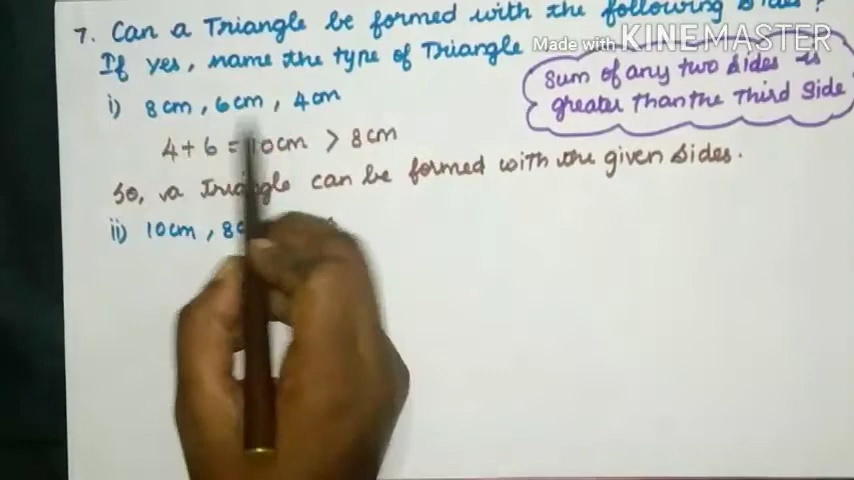 7. Can a Triangle be formed with the following sides?
If yes, name the type of Triangle
Made with KINEMASTER
Sum of any two sides is
greater than the Third side
i) 8cm, 6cm, 4cm
4+6 = 10cm > 8cm
So, a Triangle can be formed with the given sides.
ii) 10cm, 8c